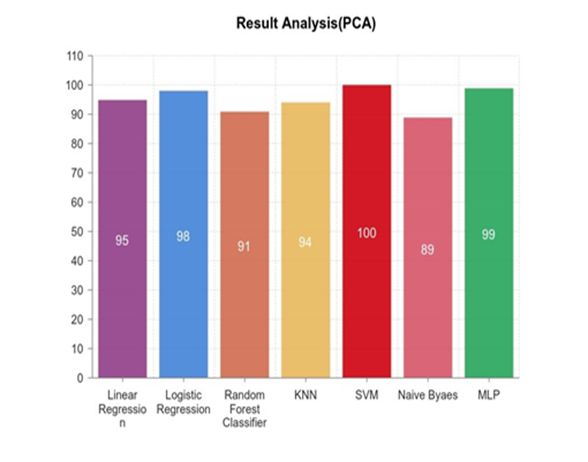 Result Analysis(PCA)
110
100
90
80
70
60
50
40
30
20
10
0
95
98
91
94
100
89
99
Linear
Regressio
n
Logistic
Regression
Random
Forest
Classifier
KNN
SVM
Naive Byaes
MLP